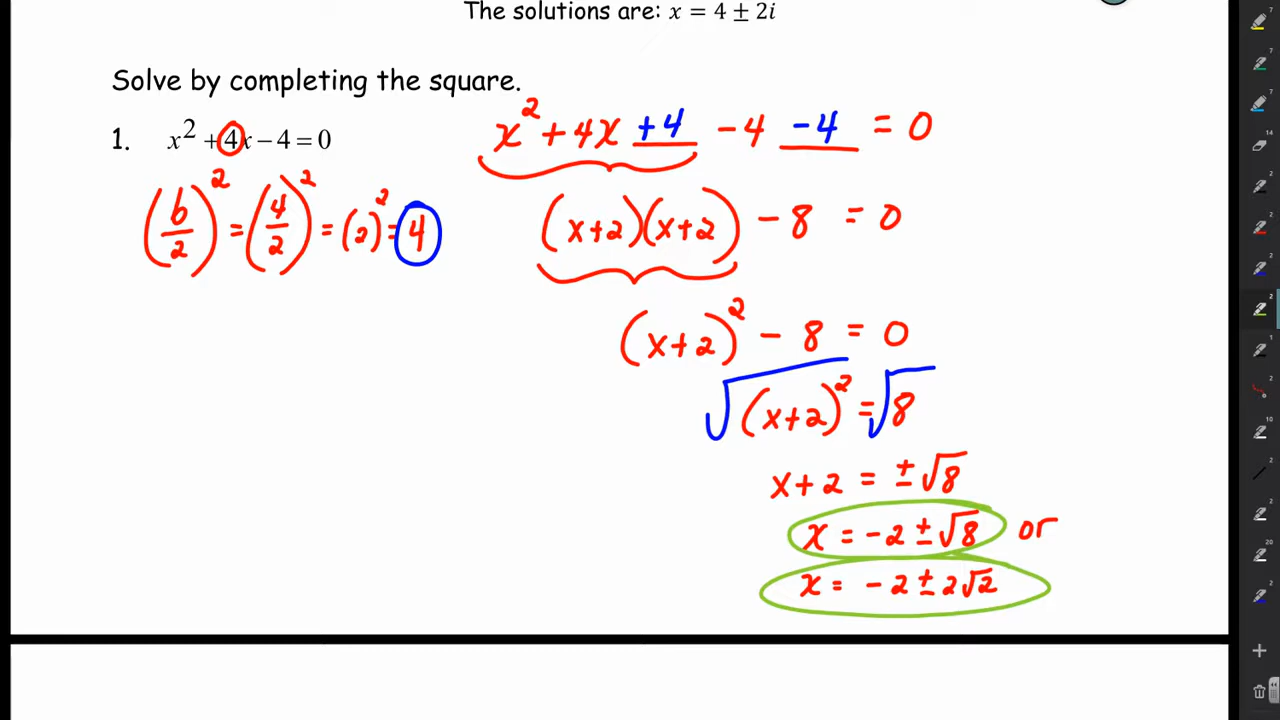 The solutions are: x = 4 ± 2i
Solve by completing the square.
1. x² + 4x − 4 = 0
(b/2)² = (4/2)² = (2)² = 4
x² + 4x +4 − 4 −4 = 0
(x+2)(x+2) − 8 = 0
(x+2)² − 8 = 0
√(x+2)² = √8
x+2 = ±√8
x = −2 ± √8 or
x = −2 ± 2√2